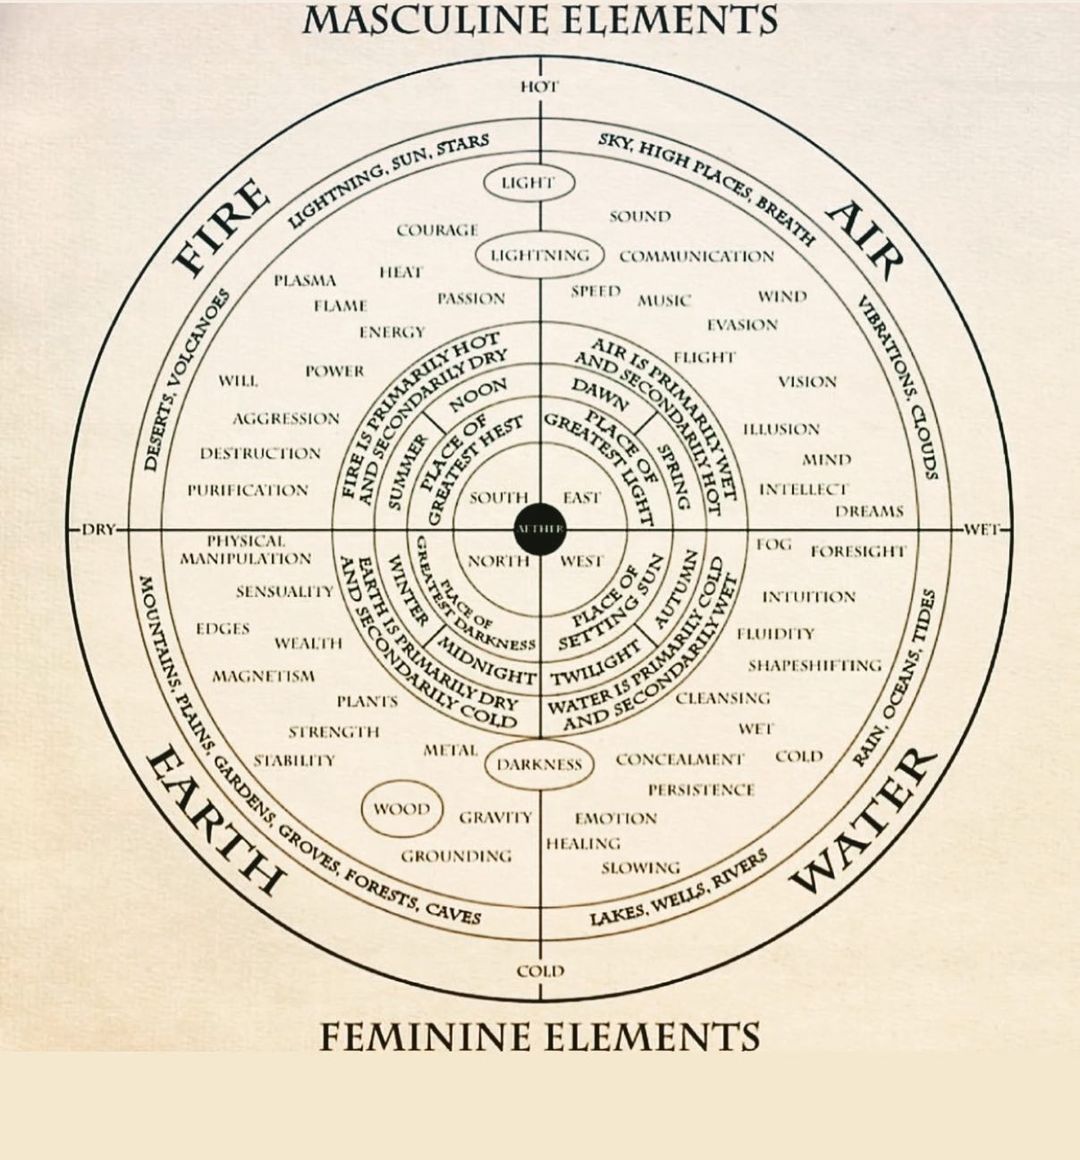 MASCULINE ELEMENTS
HOT
FIRE
LIGHTNING, SUN, STARS
DESERTS, VOLCANOES
SKY, HIGH PLACES, BREATH
VIBRATIONS, CLOUDS
AIR
LIGHT
LIGHTNING
COURAGE
HEAT
PLASMA
FLAME
PASSION
ENERGY
POWER
WILL
AGGRESSION
DESTRUCTION
PURIFICATION
SOUND
COMMUNICATION
SPEED
MUSIC
WIND
EVASION
FLIGHT
VISION
ILLUSION
MIND
INTELLECT
DREAMS
FIRE IS PRIMARILY HOT
AND SECONDARILY DRY
SUMMER
NOON
PLACE OF
GREATEST HEST
SOUTH
AIR IS PRIMARILY WET
AND SECONDARILY HOT
DAWN
SPRING
PLACE OF
GREATEST LIGHT
EAST
DRY
AETHER
WET
NORTH
PLACE OF
GREATEST DARKNESS
WINTER
MIDNIGHT
EARTH IS PRIMARILY DRY
AND SECONDARILY COLD
WEST
PLACE OF
SETTING SUN
TWILIGHT
AUTUMN
WATER IS PRIMARILY COLD
AND SECONDARILY WET
PHYSICAL
MANIPULATION
SENSUALITY
EDGES
WEALTH
MAGNETISM
PLANTS
STRENGTH
STABILITY
METAL
DARKNESS
WOOD
GRAVITY
GROUNDING
FOG
FORESIGHT
INTUITION
FLUIDITY
SHAPESHIFTING
CLEANSING
WET
CONCEALMENT
COLD
PERSISTENCE
EMOTION
HEALING
SLOWING
MOUNTAINS, PLAINS, GARDENS, GROVES, FORESTS, CAVES
EARTH
LAKES, WELLS, RIVERS
RAIN, OCEANS, TIDES
WATER
COLD
FEMININE ELEMENTS